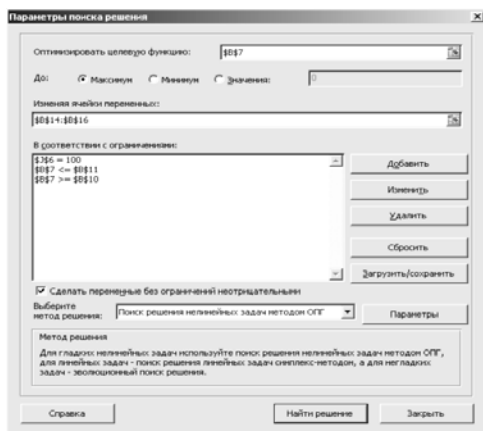 Параметры поиска решения
Оптимизировать целевую функцию: $B$7
До: Максимум Минимум Значения: 0
Изменяя ячейки переменных:
$B$14:$B$16
В соответствии с ограничениями:
$J$6 = 100
$B$7 <= $B$11
$B$7 >= $B$10
Добавить
Изменить
Удалить
Сбросить
Загрузить/сохранить
Сделать переменные без ограничений неотрицательными
Выберите
метод решения: Поиск решения нелинейных задач методом ОПГ Параметры
Метод решения
Для гладких нелинейных задач используйте поиск решения нелинейных задач методом ОПГ,
для линейных задач - поиск решения линейных задач симплекс-методом, а для негладких
задач - эволюционный поиск решения.
Справка Найти решение Закрыть